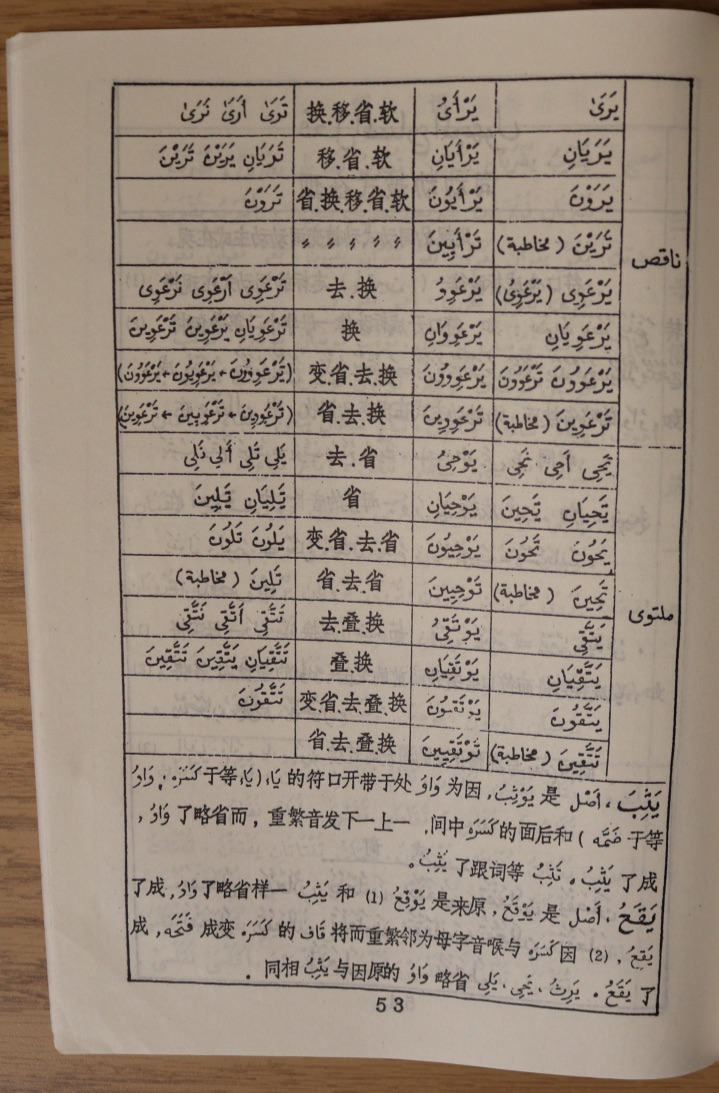 يَرَىٰ يَرْأَىُ 软.省.移.换 تَرَىٰ أَرَىٰ نَرَىٰ
يَرَيَانِ يَرْأَيَانِ 软.省.移 تَرَيَانِ يَرَيْنَ تَرَيْنَ
يَرَوْنَ يَرْأَيُونَ 软.省.移.换.省 تَرَوْنَ
تَرَيْنَ (مخاطبة) تَرْأَيِينَ 〃 〃 〃 〃 〃
ناقص
يَرْعَوِى (يَرْعَوِىُ) يَرْعَوِوُ 换.去 تَرْعَوِى أَرْعَوِى نَرْعَوِى
يَرْعَوِيَانِ يَرْعَوِوَانِ 换 تَرْعَوِيَانِ يَرْعَوِينَ تَرْعَوِينَ
يَرْعَوُونَ تَرْعَوُونَ يَرْعَوِوُونَ 换.去.省.变 (تَرْعَوِوُونَ ← يَرْعَوِيُونَ ← يَرْعَوُونَ)
تَرْعَوِينَ (مخاطبة) تَرْعَوِوِينَ 换.去.省 (تَرْعَوِوِينَ ← تَرْعَوِيِينَ ← تَرْعَوِينَ)
يَحِى أَحِى نَحِى يَوْحِىُ 省.去 يَلِى تَلِى أَلِى نَلِى
تَحِيَانِ تَحِينَ يَوْحِيَانِ 省 تَلِيَانِ تَلِينَ
يَحُونَ تَحُونَ يَوْحِيُونَ 省.去.省.变 يَلُونَ تَلُونَ
تَحِينَ (مخاطبة) تَوْحِيِينَ 省.去.省 تَلِينَ (مخاطبة)
ملتوى
يَتَّقِى يَوْتَقِىُ 换.叠.去 تَتَّقِى أَتَّقِى نَتَّقِى
يَتَّقِيَانِ يَوْتَقِيَانِ 换.叠 تَتَّقِيَانِ يَتَّقِينَ تَتَّقِينَ
يَتَّقُونَ يَوْتَقِيُونَ 换.叠.去.省.变 تَتَّقُونَ
تَتَّقِينَ (مخاطبة) تَوْتَقِيِينَ 换.叠.去.省
يَثِبُ ، أَصْل 是 يَوْثِبُ, 因为 وَاوُ 处于带开口符的 يَاء (يَاء 等于 كَسْرَه ; وَاوُ
等于 ضَمَّه ) 和后面的 كَسْرَه 中间. 一上一下发音繁重, 而省略了 وَاوُ ,
成了 يَثِبُ 。 تَثِبُ 等词跟了 يَثِبُ 。
يَقَعُ ، أَصْل 是 يَوْقَعُ, 原来是 يَوْقِعُ (1) 和 يَثِبُ 一样省略了 وَاوُ, 成了
يَقِعُ , (2) 因 كَسْرَه 与喉音字母为邻繁重而将 قَاف 的 كَسْرَه 变成 فَتْحَه, 成
了 يَقَعُ 。 يَرِثُ ، يَحِى ، يَلِى 省略 وَاوُ 的原因与 يَثِبُ 相同 .
53